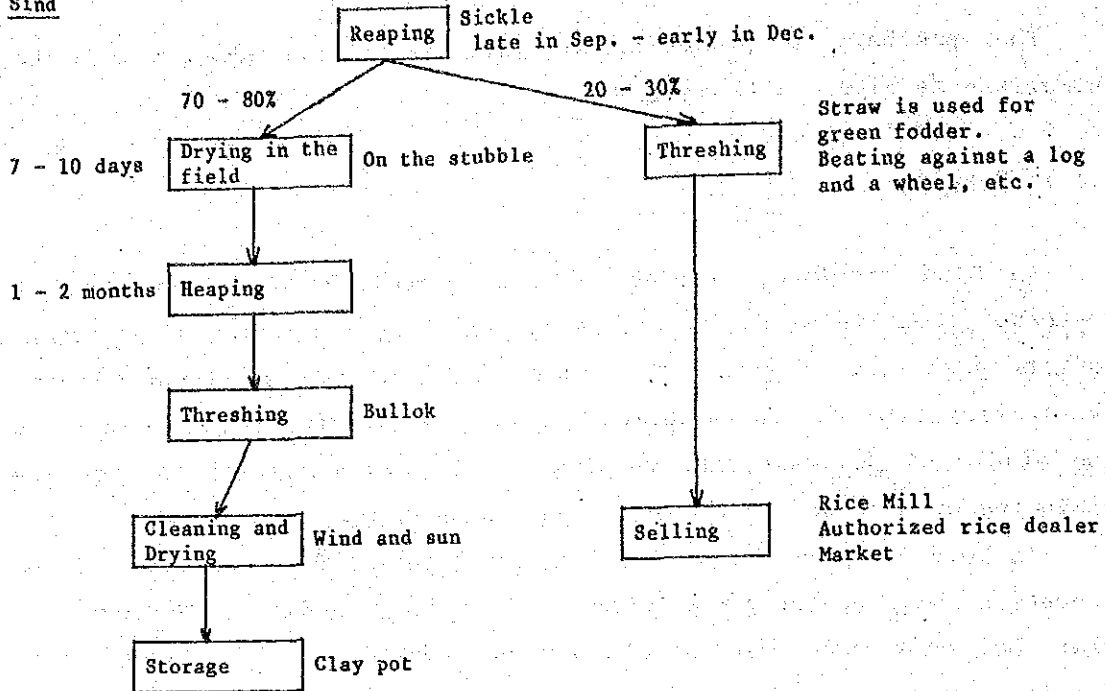 Sind
Reaping
Sickle
late in Sep. - early in Dec.
70 - 80%
20 - 30%
7 - 10 days
Drying in the
field
On the stubble
Threshing
Straw is used for
green fodder.
Beating against a log
and a wheel, etc.
1 - 2 months
Heaping
Threshing
Bullok
Cleaning and
Drying
Wind and sun
Selling
Rice Mill
Authorized rice dealer
Market
Storage
Clay pot